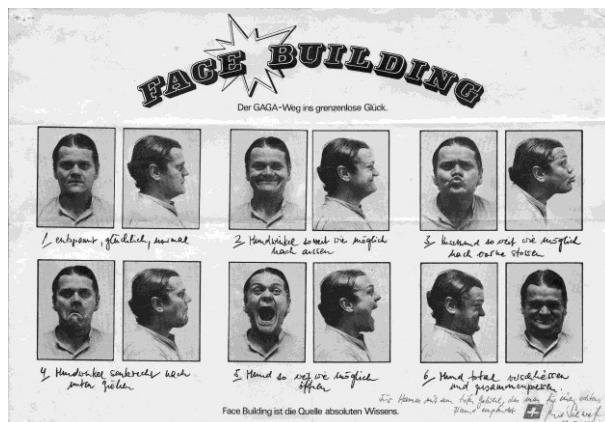 FACE BUILDING
Der GAGA-Weg ins grenzenlose Glück.
1 entspannt, glücklich, normal
2 Mundwinkel so weit wie möglich
nach aussen
3 so weit wie möglich
nach vorne stossen
4 Mundwinkel senkrecht nach
unten ziehen
5 Mund so weit wie möglich
öffnen
6 Mund total verschliessen
und zusammenpressen.
Face Building ist die Quelle absoluten Wissens.